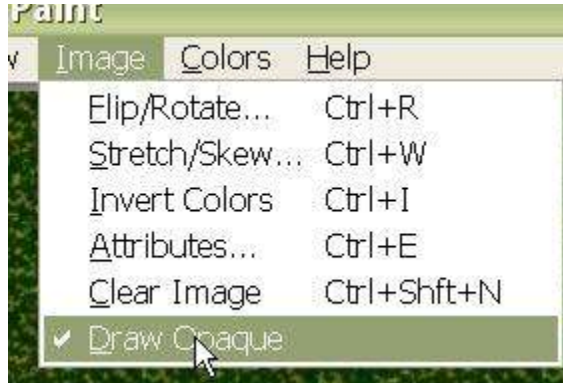 Paint
Image Colors Help
Flip/Rotate... Ctrl+R
Stretch/Skew... Ctrl+W
Invert Colors Ctrl+I
Attributes... Ctrl+E
Clear Image Ctrl+Shft+N
Draw Opaque